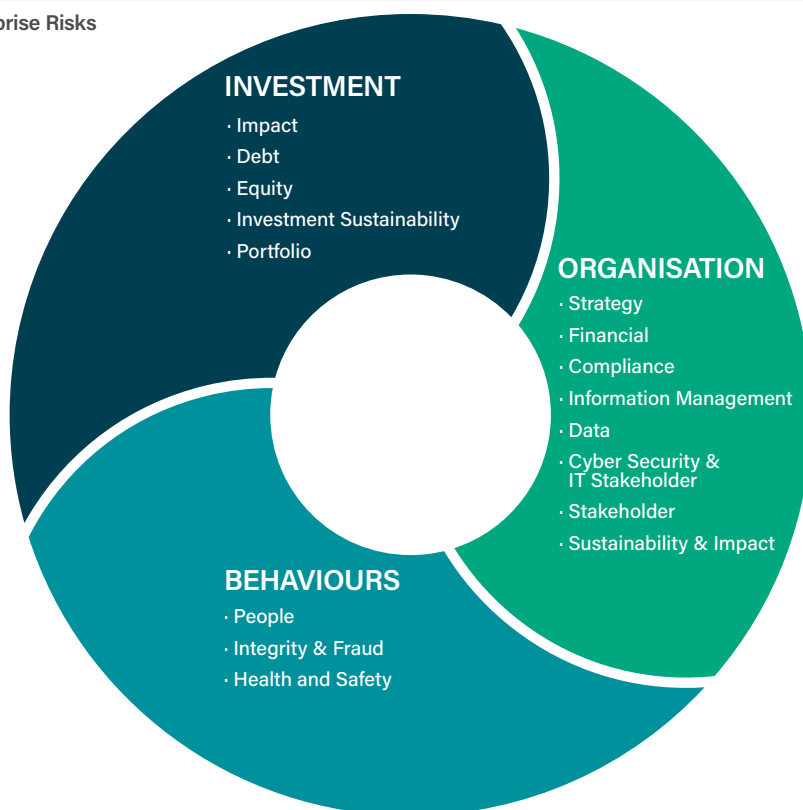 prise Risks
INVESTMENT
· Impact
· Debt
· Equity
· Investment Sustainability
· Portfolio
ORGANISATION
· Strategy
· Financial
· Compliance
· Information Management
· Data
· Cyber Security &
IT Stakeholder
· Stakeholder
· Sustainability & Impact
BEHAVIOURS
· People
· Integrity & Fraud
· Health and Safety